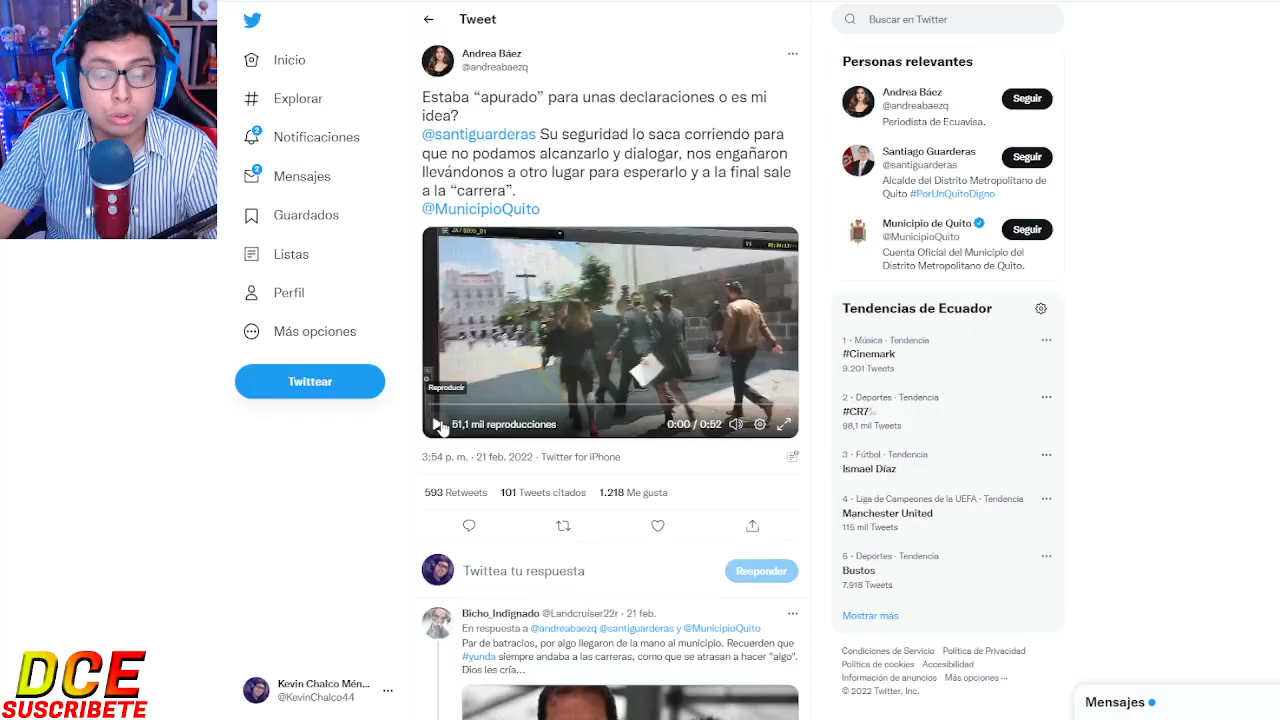 Inicio
Explorar
2
Notificaciones
2
Mensajes
Guardados
Listas
Perfil
Más opciones
Twittear
DCE
SUSCRIBETE
Kevin Chalco Mén...
@KevinChalco44
Tweet
Andrea Báez
@andreabaezq
Estaba “apurado” para unas declaraciones o es mi
idea?
@santiguarderas Su seguridad lo saca corriendo para
que no podamos alcanzarlo y dialogar, nos engañaron
llevándonos a otro lugar para esperarlo y a la final sale
a la “carrera”.
@MunicipioQuito
Reproducir
51,1 mil reproducciones
0:00 / 0:52
3:54 p. m. · 21 feb. 2022 · Twitter for iPhone
593 Retweets 101 Tweets citados 1.218 Me gusta
Twittea tu respuesta
Responder
Bicho_Indignado @Landcruiser22r · 21 feb.
En respuesta a @andreabaezq @santiguarderas y @MunicipioQuito
Par de batracios, por algo llegaron de la mano al municipio. Recuerden que
#yunda siempre andaba a las carreras, como que se atrasan a hacer "algo".
Dios les cría...
Buscar en Twitter
Personas relevantes
Andrea Báez
@andreabaezq
Seguir
Periodista de Ecuavisa.
Santiago Guarderas
@santiguarderas
Seguir
Alcalde del Distrito Metropolitano de
Quito #PorUnQuitoDigno
Municipio de Quito
@MunicipioQuito
Seguir
Cuenta Oficial del Municipio del
Distrito Metropolitano de Quito.
Tendencias de Ecuador
1 · Música · Tendencia
#Cinemark
9.201 Tweets
2 · Deportes · Tendencia
#CR7
98,1 mil Tweets
3 · Fútbol · Tendencia
Ismael Díaz
4 · Liga de Campeones de la UEFA · Tendencia
Manchester United
115 mil Tweets
5 · Deportes · Tendencia
Bustos
7.918 Tweets
Mostrar más
Condiciones de Servicio Política de Privacidad
Política de cookies Accesibilidad
Información de anuncios Más opciones ···
© 2022 Twitter, Inc.
Mensajes